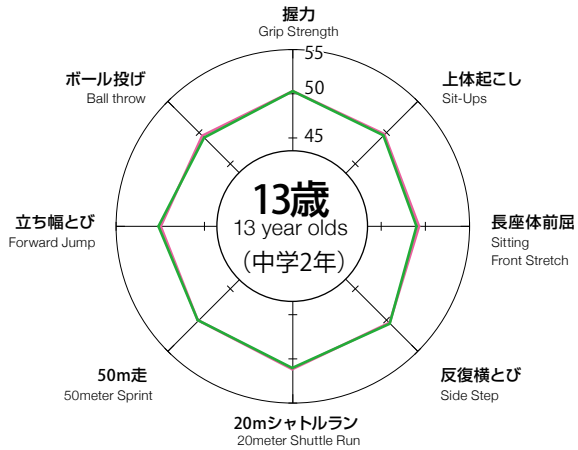 握力
Grip Strength
55
ボール投げ
Ball throw
上体起こし
Sit-Ups
50
45
13歳
13 year olds
（中学2年）
立ち幅とび
Forward Jump
長座体前屈
Sitting
Front Stretch
50m走
50meter Sprint
反復横とび
Side Step
20mシャトルラン
20meter Shuttle Run